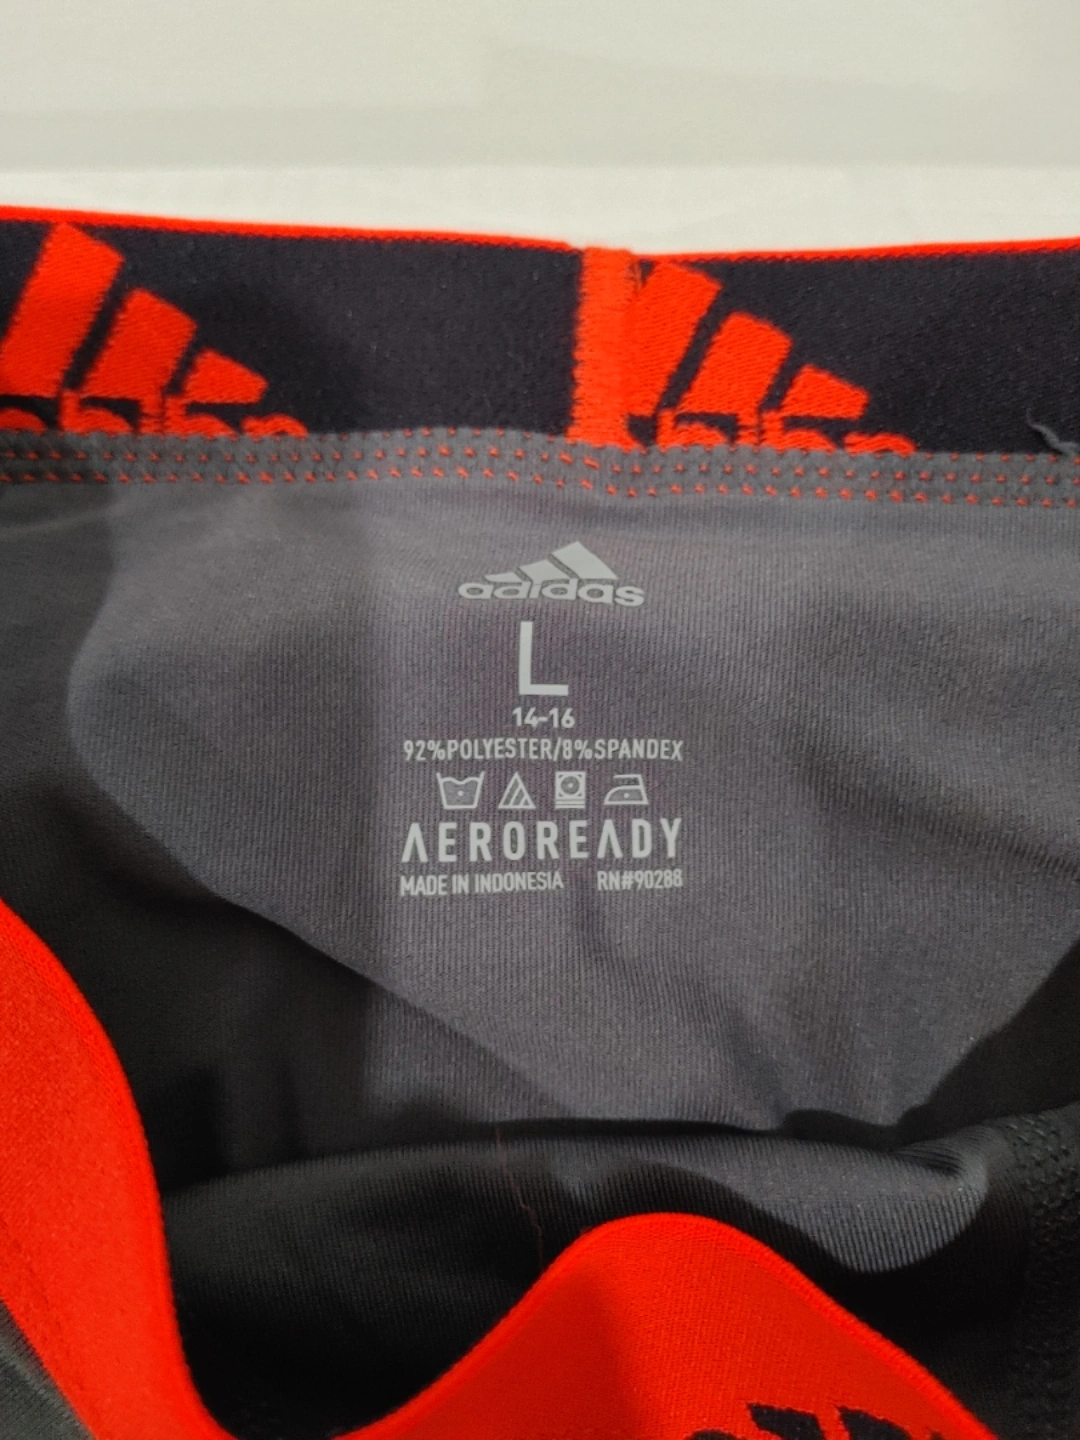 adidas
L
14-16
92%POLYESTER/8%SPANDEX
AEROREADY
MADE IN INDONESIA RN#90288